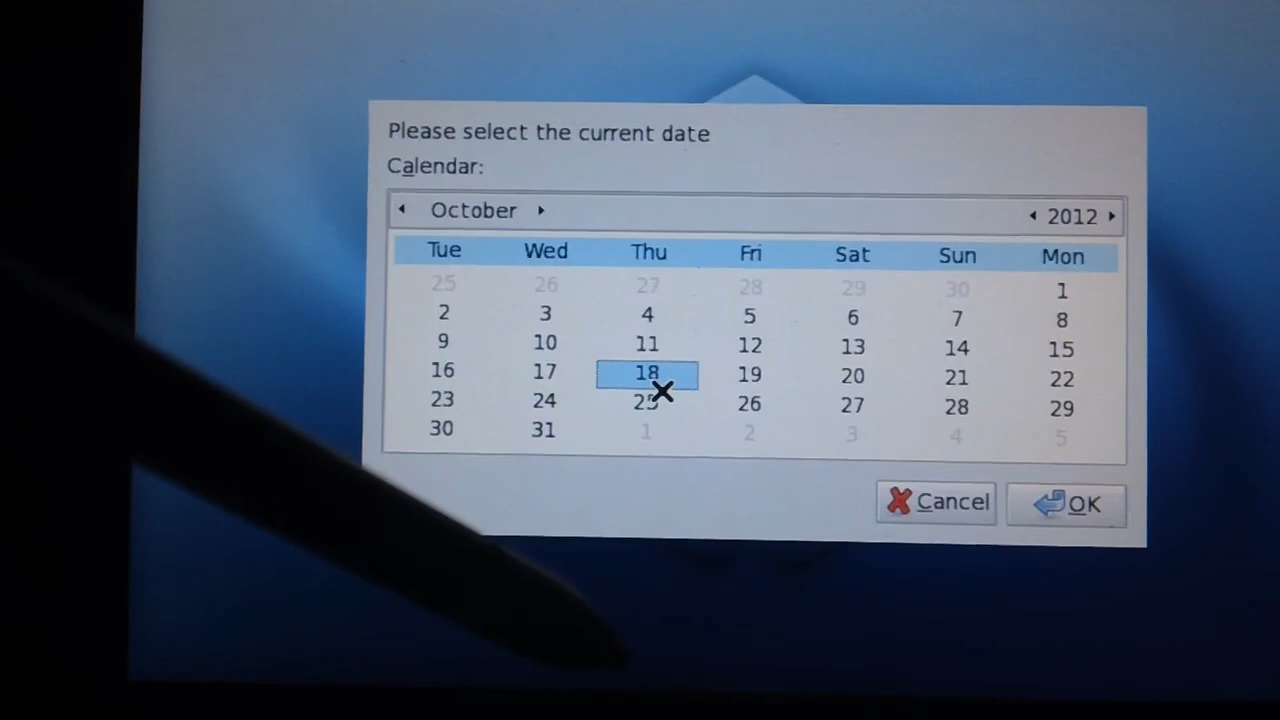 Please select the current date
Calendar:
October 2012
Tue Wed Thu Fri Sat Sun Mon
25 26 27 28 29 30 1
2 3 4 5 6 7 8
9 10 11 12 13 14 15
16 17 18 19 20 21 22
23 24 25 26 27 28 29
30 31 1 2 3 4 5
Cancel OK